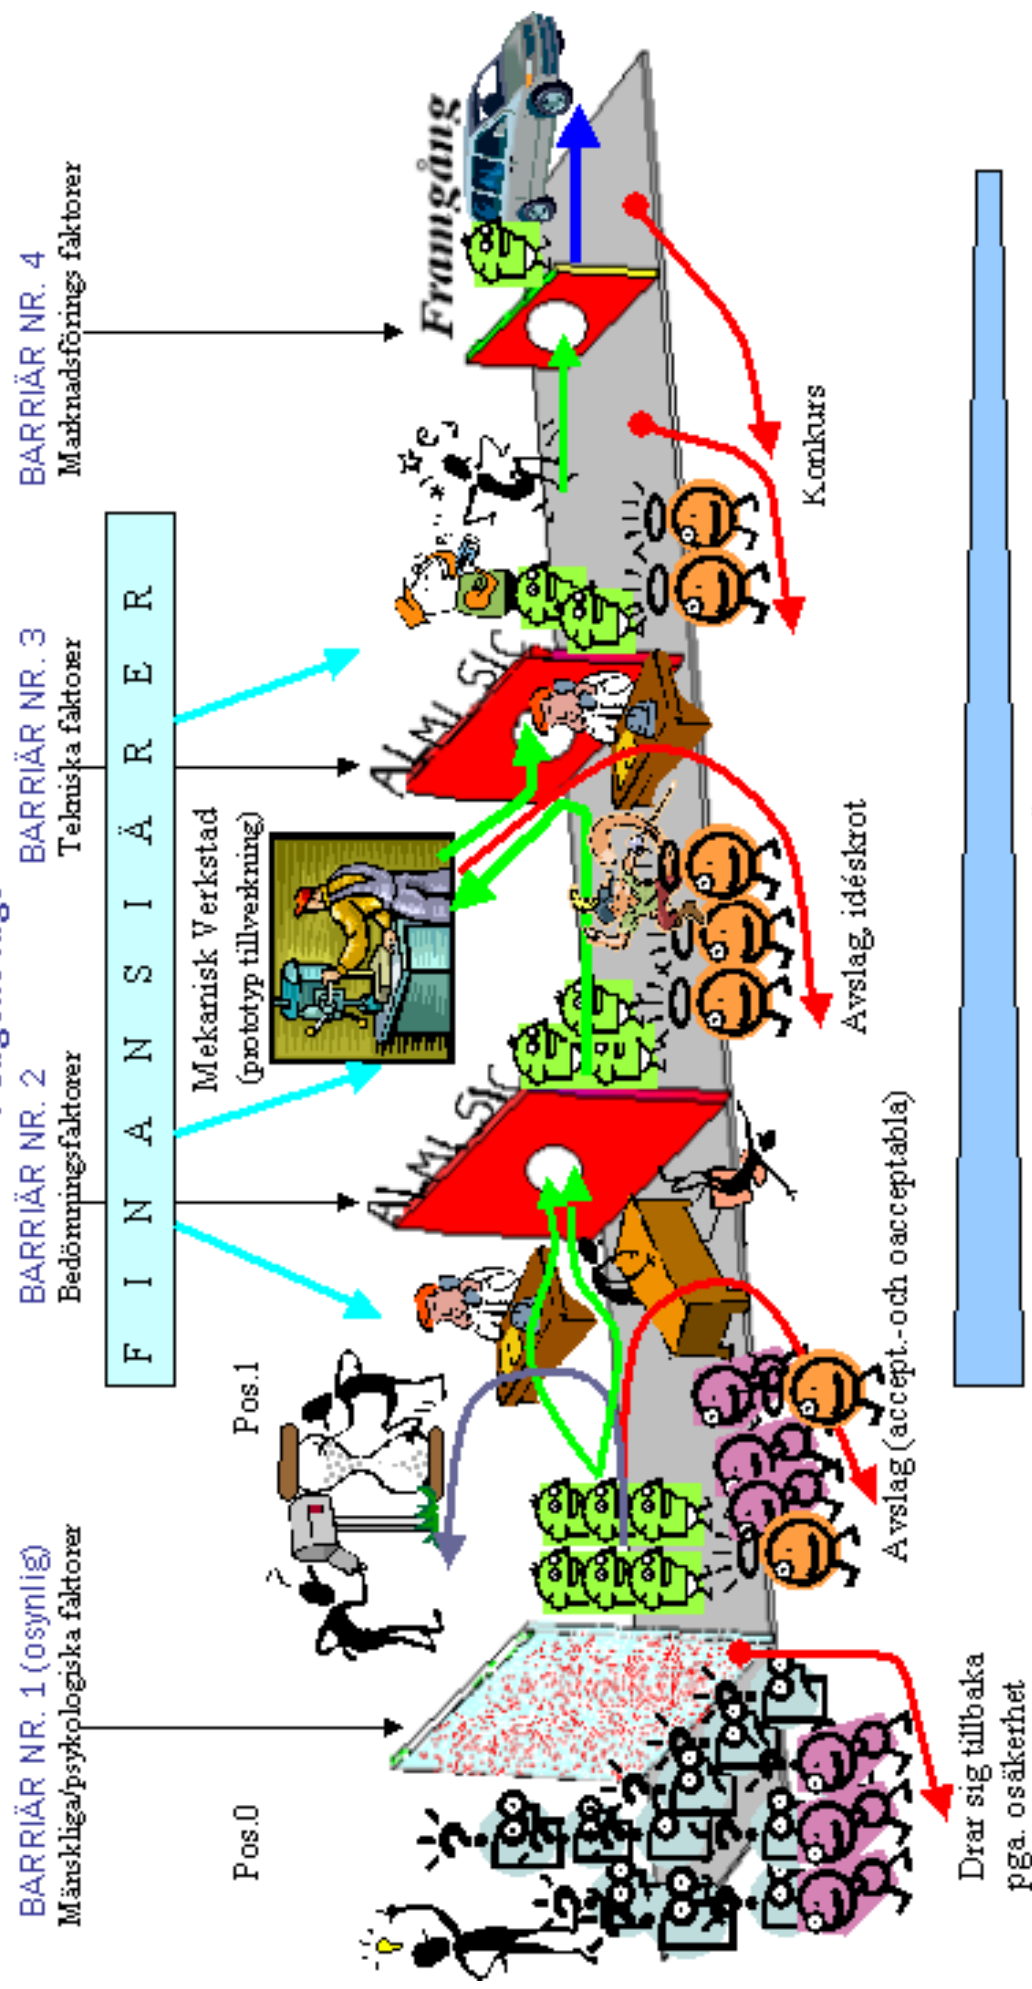 BARRIÄR NR. 1 (osynlig)
Mänskliga/psykologiska faktorer
BARRIÄR NR. 2
Bedömningsfaktorer
BARRIÄR NR. 3
Tekniska faktorer
BARRIÄR NR. 4
Marknadsförings faktorer
F I N A N S I Ä R E R
Pos.0
Pos.1
Mekanisk Verkstad
(prototyp tillverkning)
ALMI, SIC
ALMI, SIC
Framgång
Drar sig tillbaka
pga. osäkerhet
Avslag (accept.-och oacceptabla)
Avslag, idéskrot
Konkurs